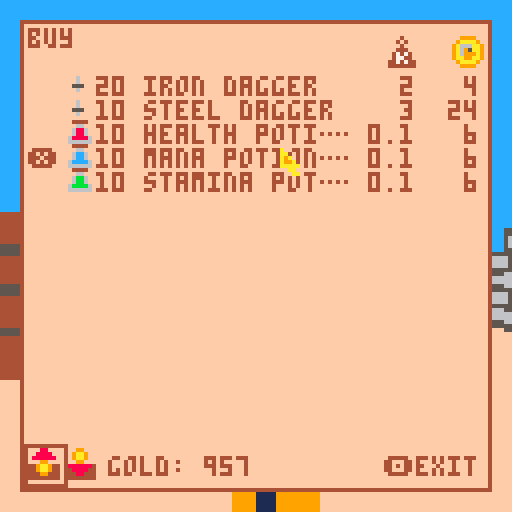 BUY
20 IRON DAGGER 2 4
10 STEEL DAGGER 3 24
10 HEALTH POTI.... 0.1 6
10 MANA POTION.... 0.1 6
10 STAMINA POT.... 0.1 6
GOLD: 957 EXIT